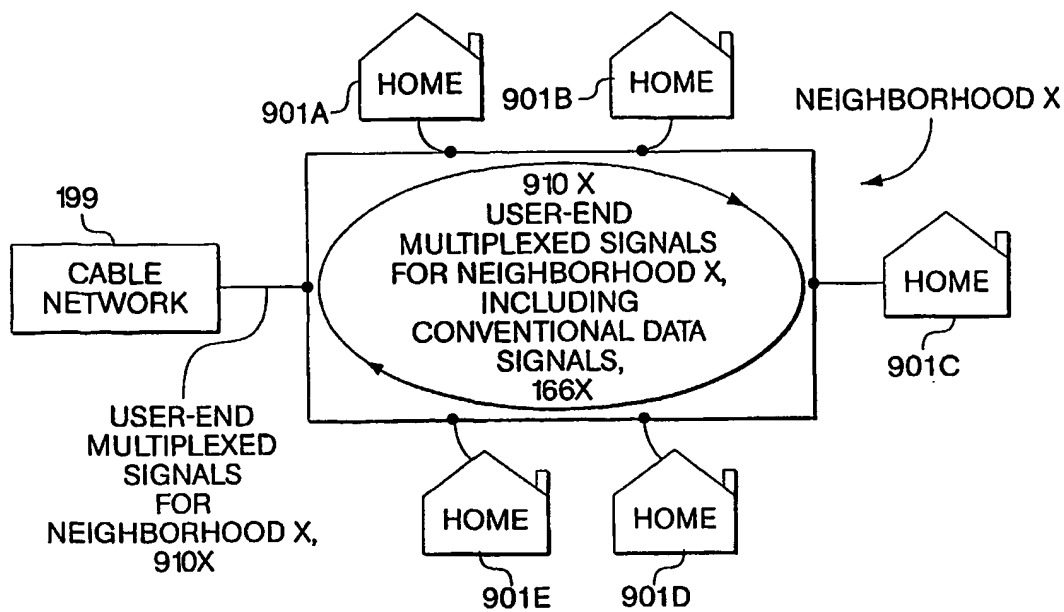 HOME
901A
HOME
901B
NEIGHBORHOOD X
199
CABLE
NETWORK
910 X
USER-END
MULTIPLEXED SIGNALS
FOR NEIGHBORHOOD X,
INCLUDING
CONVENTIONAL DATA
SIGNALS,
166X
HOME
901C
USER-END
MULTIPLEXED
SIGNALS
FOR
NEIGHBORHOOD X,
910X
HOME
901E
HOME
901D